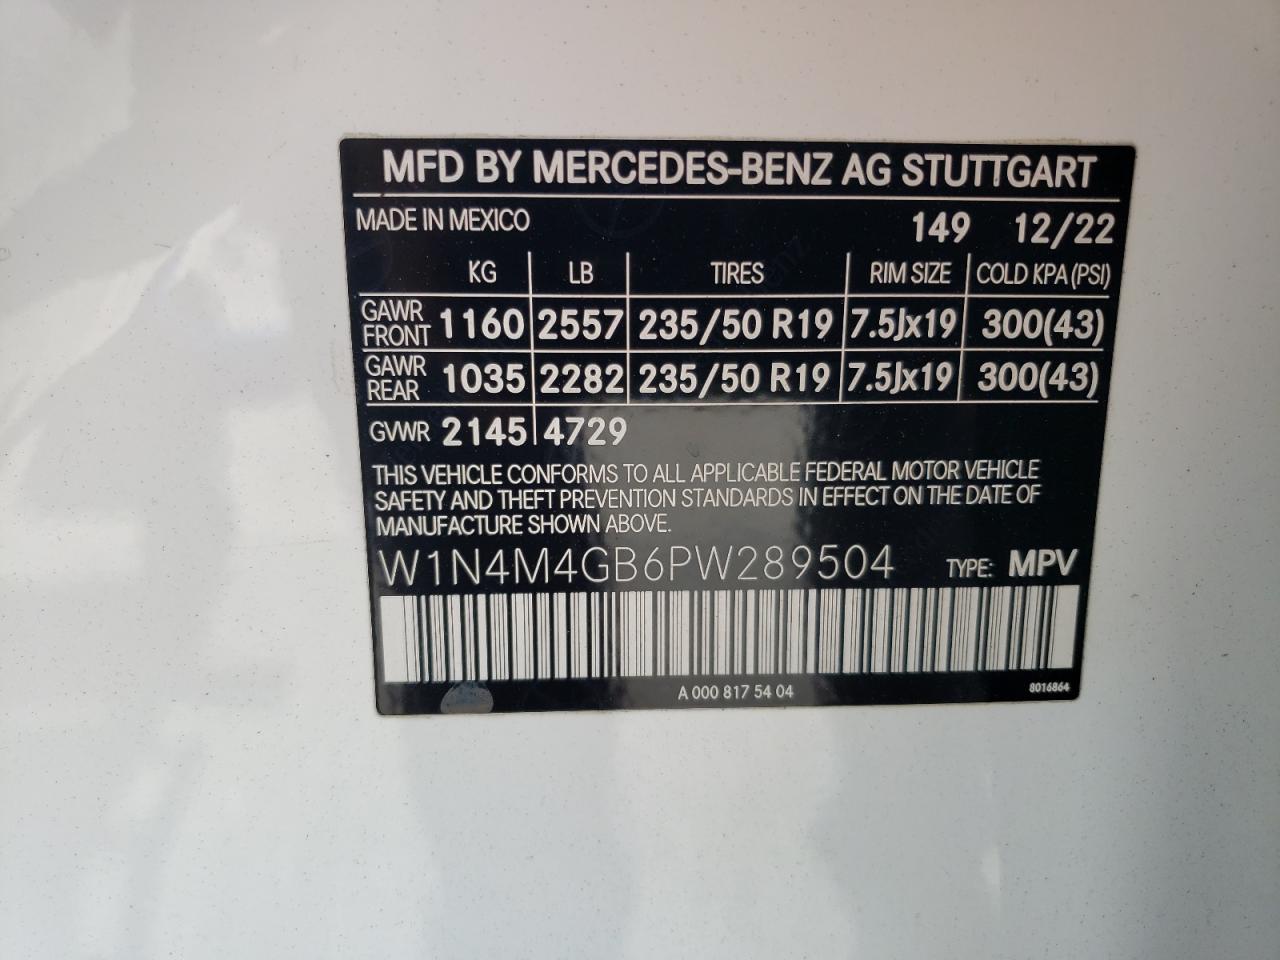 MFD BY MERCEDES-BENZ AG STUTTGART
MADE IN MEXICO 149 12/22
KG LB TIRES RIM SIZE COLD KPA (PSI)
GAWR FRONT 1160 2557 235/50 R19 7.5Jx19 300(43)
GAWR REAR 1035 2282 235/50 R19 7.5Jx19 300(43)
GVWR 2145 4729
THIS VEHICLE CONFORMS TO ALL APPLICABLE FEDERAL MOTOR VEHICLE
SAFETY AND THEFT PREVENTION STANDARDS IN EFFECT ON THE DATE OF
MANUFACTURE SHOWN ABOVE.
W1N4M4GB6PW289504 TYPE: MPV
A 000 817 54 04 8016864